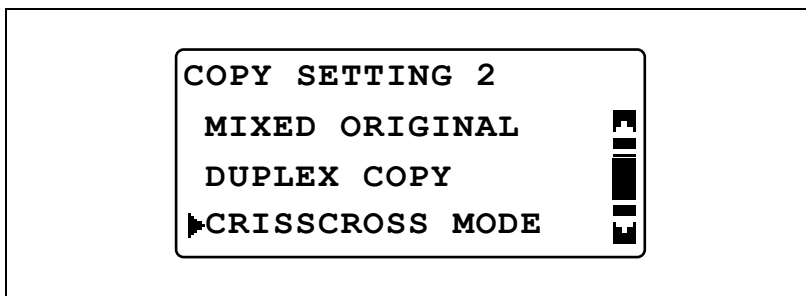 COPY SETTING 2
MIXED ORIGINAL
DUPLEX COPY
CRISSCROSS MODE